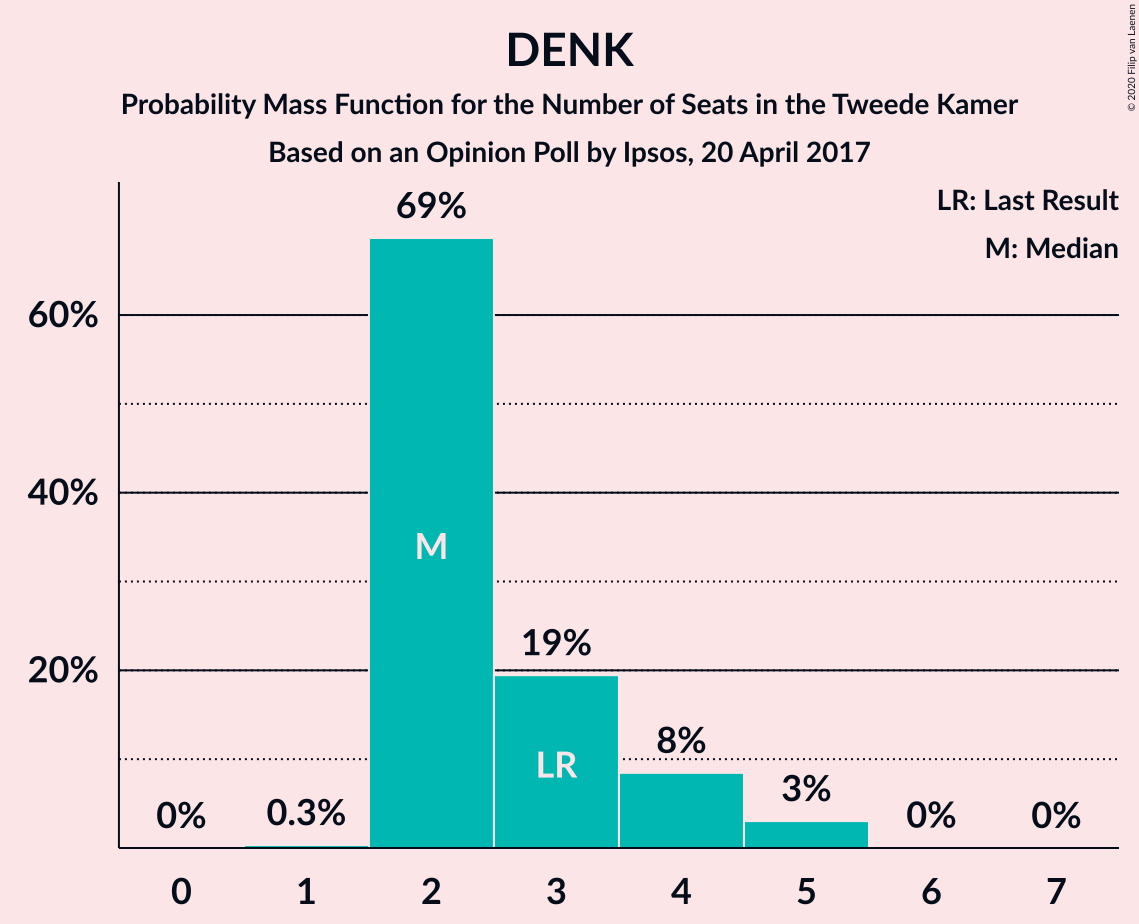 DENK
Probability Mass Function for the Number of Seats in the Tweede Kamer
Based on an Opinion Poll by Ipsos, 20 April 2017
© 2020 Filip van Laenen
LR: Last Result
M: Median
69%
60%
40%
M
19%
20%
8%
LR
3%
0%
0.3%
0%
0%
0 1 2 3 4 5 6 7